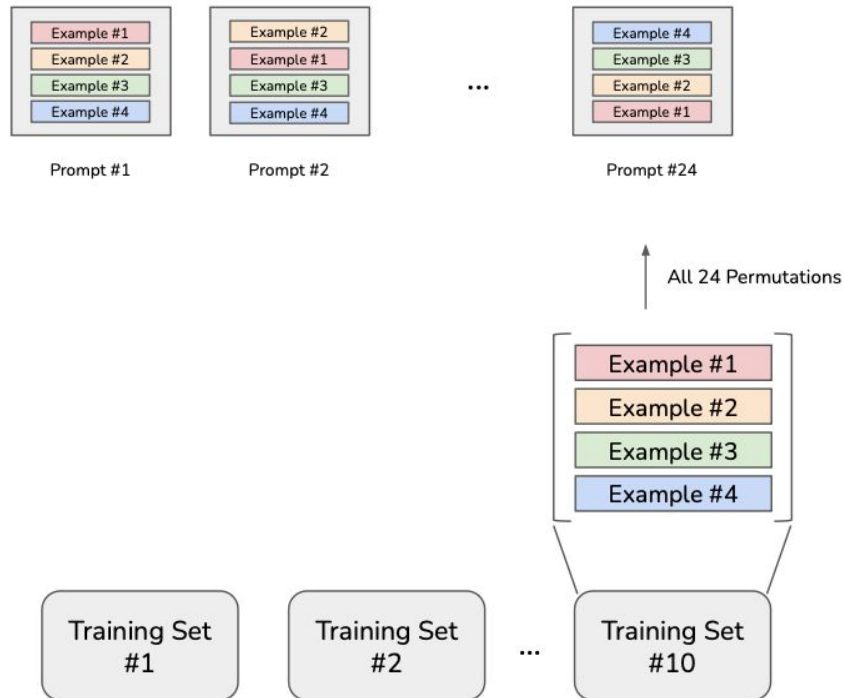 Example #1
Example #2
Example #3
Example #4
Prompt #1
Example #2
Example #1
Example #3
Example #4
Prompt #2
...
Example #4
Example #3
Example #2
Example #1
Prompt #24
All 24 Permutations
Example #1
Example #2
Example #3
Example #4
Training Set
#1
Training Set
#2
...
Training Set
#10